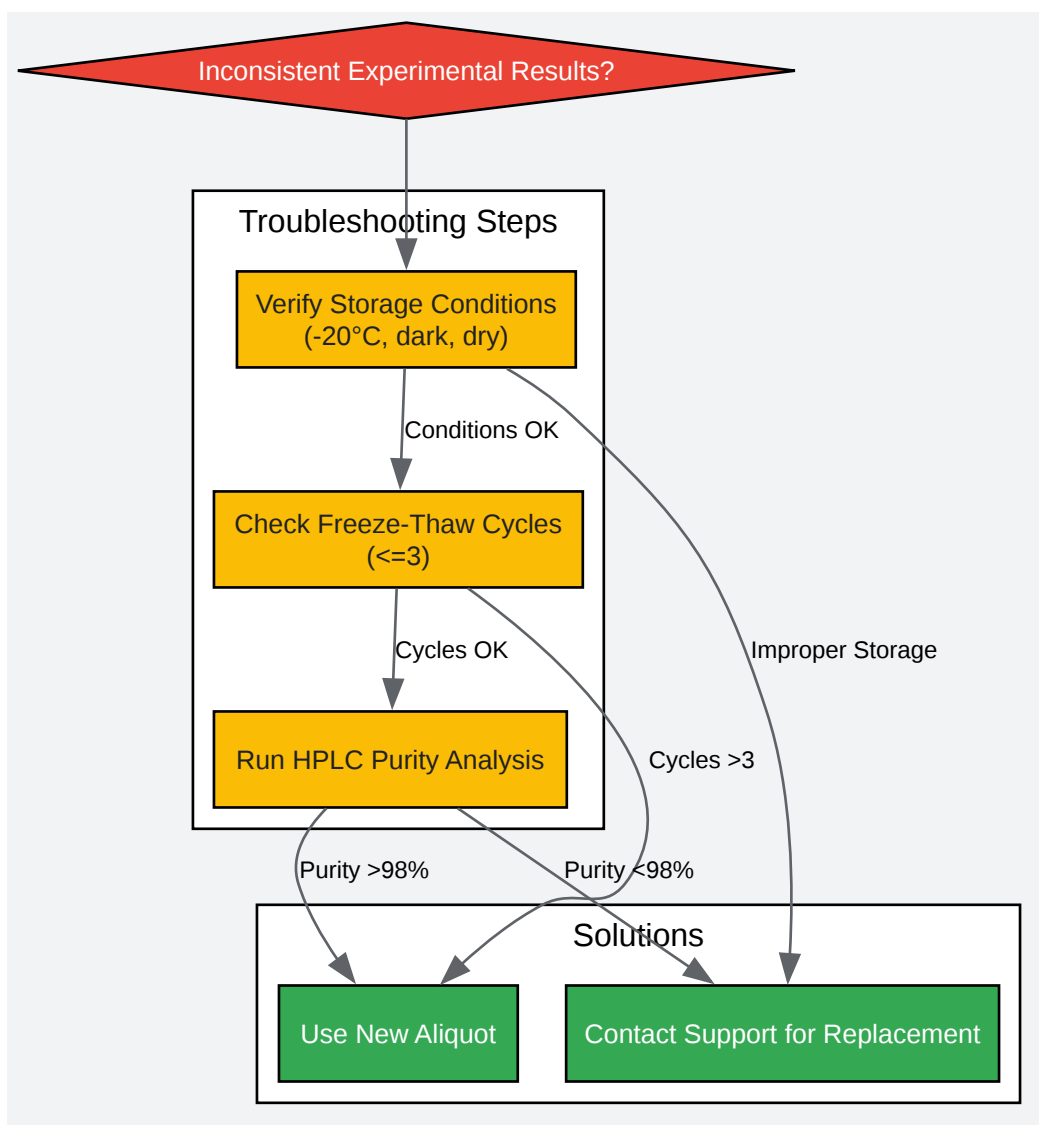 Inconsistent Experimental Results?
Troubleshooting Steps
Verify Storage Conditions
(-20°C, dark, dry)
Conditions OK
Check Freeze-Thaw Cycles
(<=3)
Cycles OK
Improper Storage
Run HPLC Purity Analysis
Cycles >3
Purity >98%
Purity <98%
Solutions
Use New Aliquot
Contact Support for Replacement